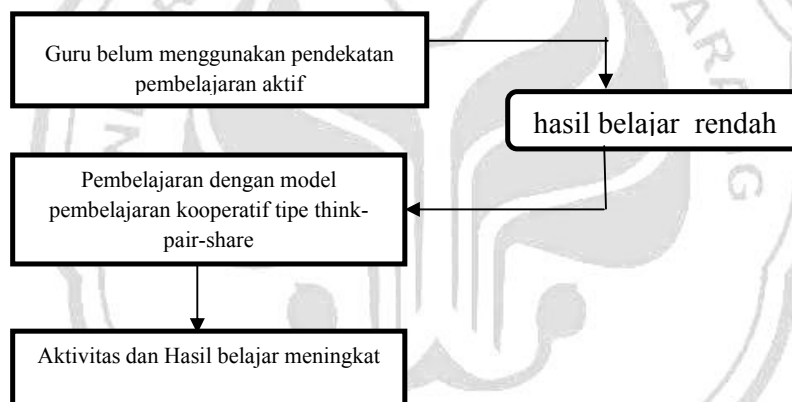 Guru belum menggunakan pendekatan
pembelajaran aktif
hasil belajar rendah
Pembelajaran dengan model
pembelajaran kooperatif tipe think-
pair-share
Aktivitas dan Hasil belajar meningkat